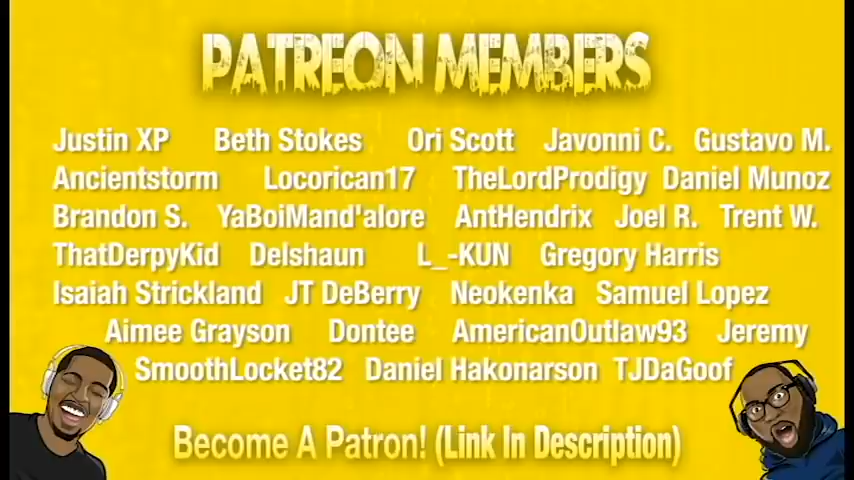 PATREON MEMBERS
Justin XP Beth Stokes Ori Scott Javonni C. Gustavo M.
Ancientstorm Locorican17 TheLordProdigy Daniel Munoz
Brandon S. YaBoiMand'alore AntHendrix Joel R. Trent W.
ThatDerpyKid Delshaun L_-KUN Gregory Harris
Isaiah Strickland JT DeBerry Neokenka Samuel Lopez
Aimee Grayson Dontee AmericanOutlaw93 Jeremy
SmoothLocket82 Daniel Hakonarson TJDaGoof
Become A Patron! (Link In Description)